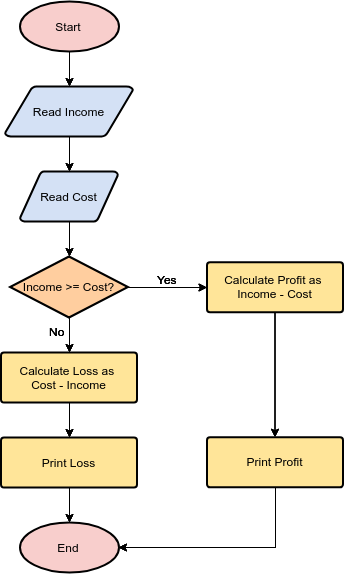 Start
Read Income
Read Cost
Income >= Cost?
Yes
Calculate Profit as
Income - Cost
No
Calculate Loss as
Cost - Income
Print Loss
Print Profit
End